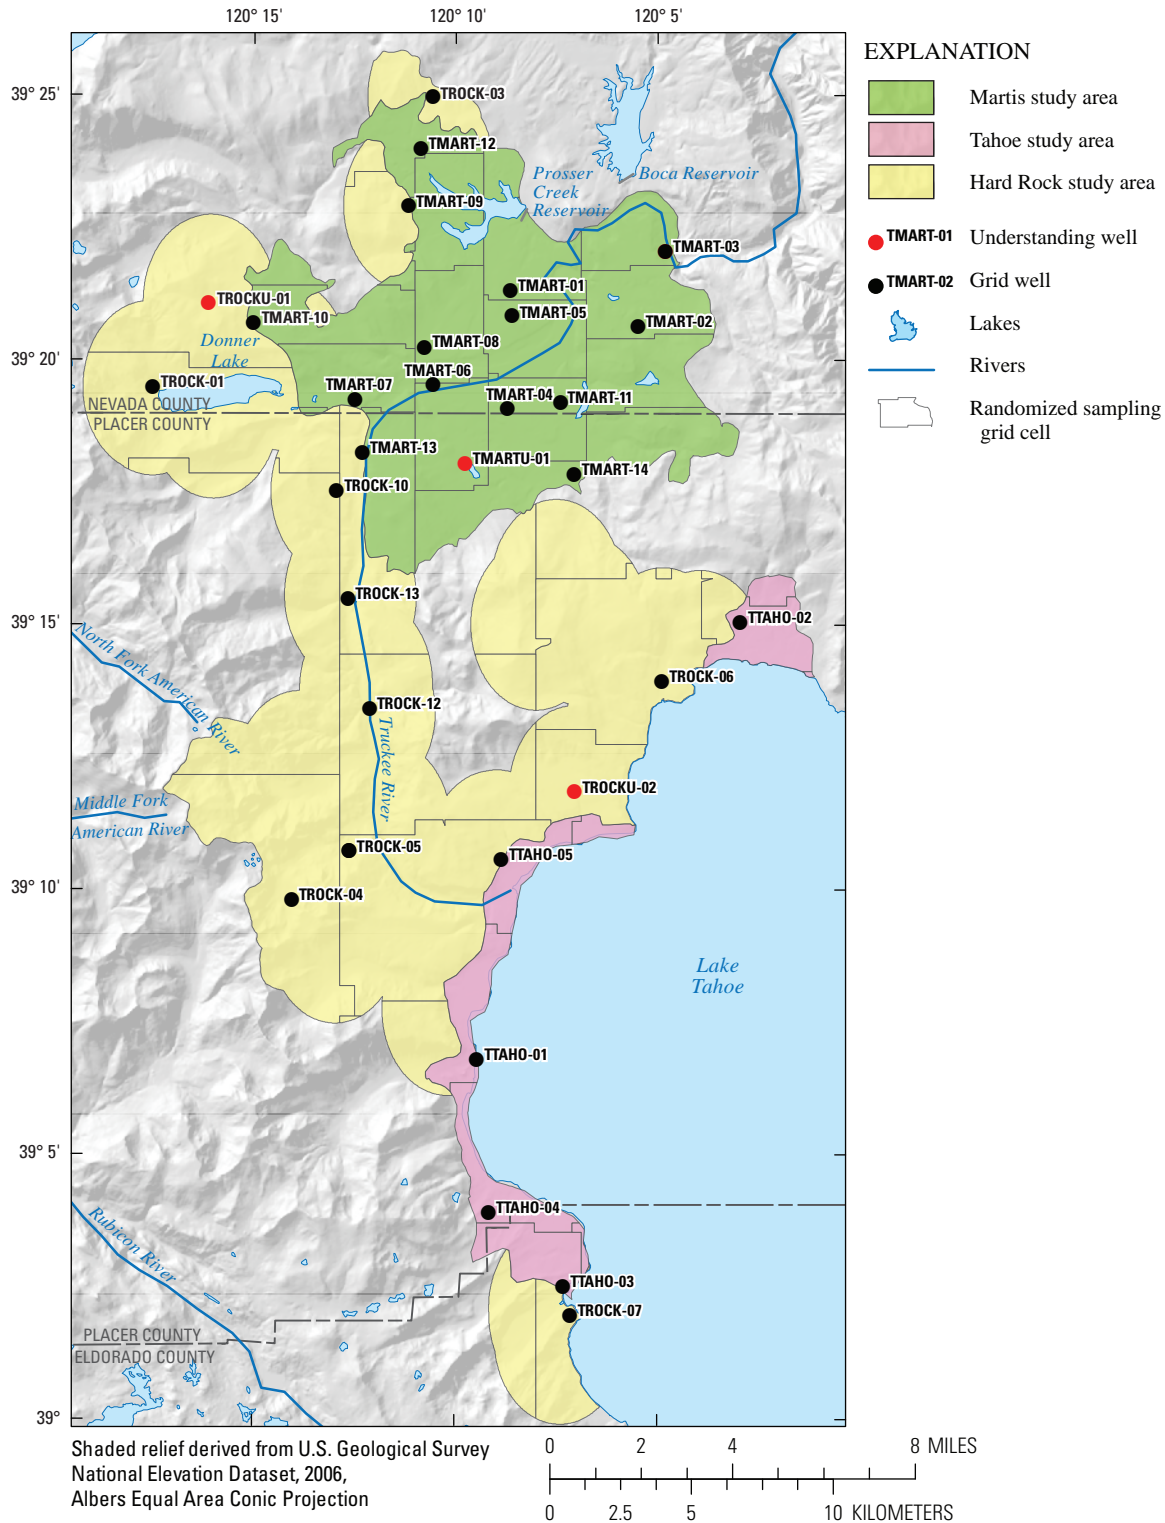 120° 15'
120° 10'
120° 5'
39° 25'
39° 20'
39° 15'
39° 10'
39° 5'
39°
TROCK-03
TMART-12
TMART-09
Prosser
Creek
Reservoir
Boca Reservoir
TMART-03
TROCKU-01
TMART-10
TMART-01
TMART-05
TMART-02
Donner
Lake
TMART-08
TMART-06
TROCK-01
TMART-07
TMART-04
TMART-11
NEVADA COUNTY
PLACER COUNTY
TMART-13
TMARTU-01
TMART-14
TROCK-10
TROCK-13
TTAHO-02
North Fork American River
TROCK-06
TROCK-12
Truckee River
TROCKU-02
Middle Fork
American River
TROCK-05
TTAHO-05
TROCK-04
Lake
Tahoe
TTAHO-01
TTAHO-04
Rubicon River
TTAHO-03
TROCK-07
PLACER COUNTY
ELDORADO COUNTY
EXPLANATION
Martis study area
Tahoe study area
Hard Rock study area
TMART-01 Understanding well
TMART-02 Grid well
Lakes
Rivers
Randomized sampling
grid cell
Shaded relief derived from U.S. Geological Survey
National Elevation Dataset, 2006,
Albers Equal Area Conic Projection
0 2 4 8 MILES
0 2.5 5 10 KILOMETERS